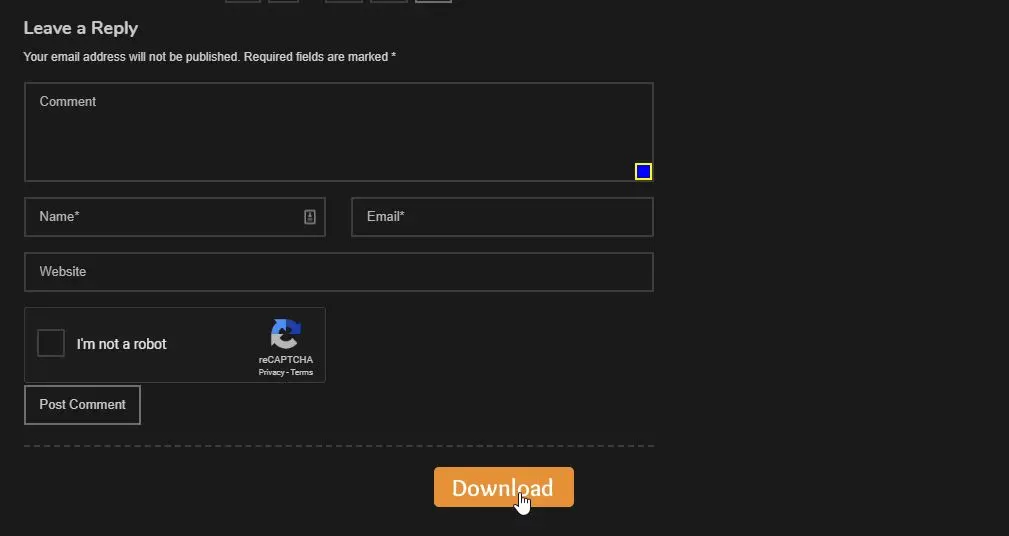 Leave a Reply
Your email address will not be published. Required fields are marked *
Comment
Name*
Email*
Website
I'm not a robot
reCAPTCHA
Privacy - Terms
Post Comment
Download